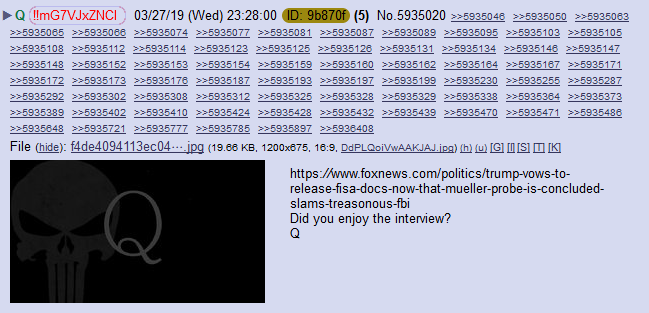 ▶ Q !!mG7VJxZNCI 03/27/19 (Wed) 23:28:00 ID: 9b870f (5) No.5935020 >>5935046 >>5935050 >>5935063
>>5935065 >>5935066 >>5935074 >>5935077 >>5935081 >>5935087 >>5935089 >>5935095 >>5935103 >>5935105
>>5935108 >>5935112 >>5935114 >>5935123 >>5935125 >>5935126 >>5935131 >>5935134 >>5935146 >>5935147
>>5935148 >>5935152 >>5935153 >>5935154 >>5935159 >>5935160 >>5935162 >>5935164 >>5935167 >>5935171
>>5935172 >>5935173 >>5935176 >>5935187 >>5935193 >>5935197 >>5935199 >>5935230 >>5935255 >>5935287
>>5935292 >>5935302 >>5935308 >>5935312 >>5935325 >>5935328 >>5935329 >>5935338 >>5935364 >>5935373
>>5935389 >>5935402 >>5935410 >>5935424 >>5935428 >>5935432 >>5935439 >>5935470 >>5935471 >>5935486
>>5935648 >>5935721 >>5935777 >>5935785 >>5935897 >>5936408
File (hide): f4de4094113ec04⋯.jpg (19.66 KB, 1200x675, 16:9, DdPLQoiVwAAKJAJ.jpg) (h) (u) [G] [I] [S] [T] [K]
Q
https://www.foxnews.com/politics/trump-vows-to-
release-fisa-docs-now-that-mueller-probe-is-concluded-
slams-treasonous-fbi
Did you enjoy the interview?
Q